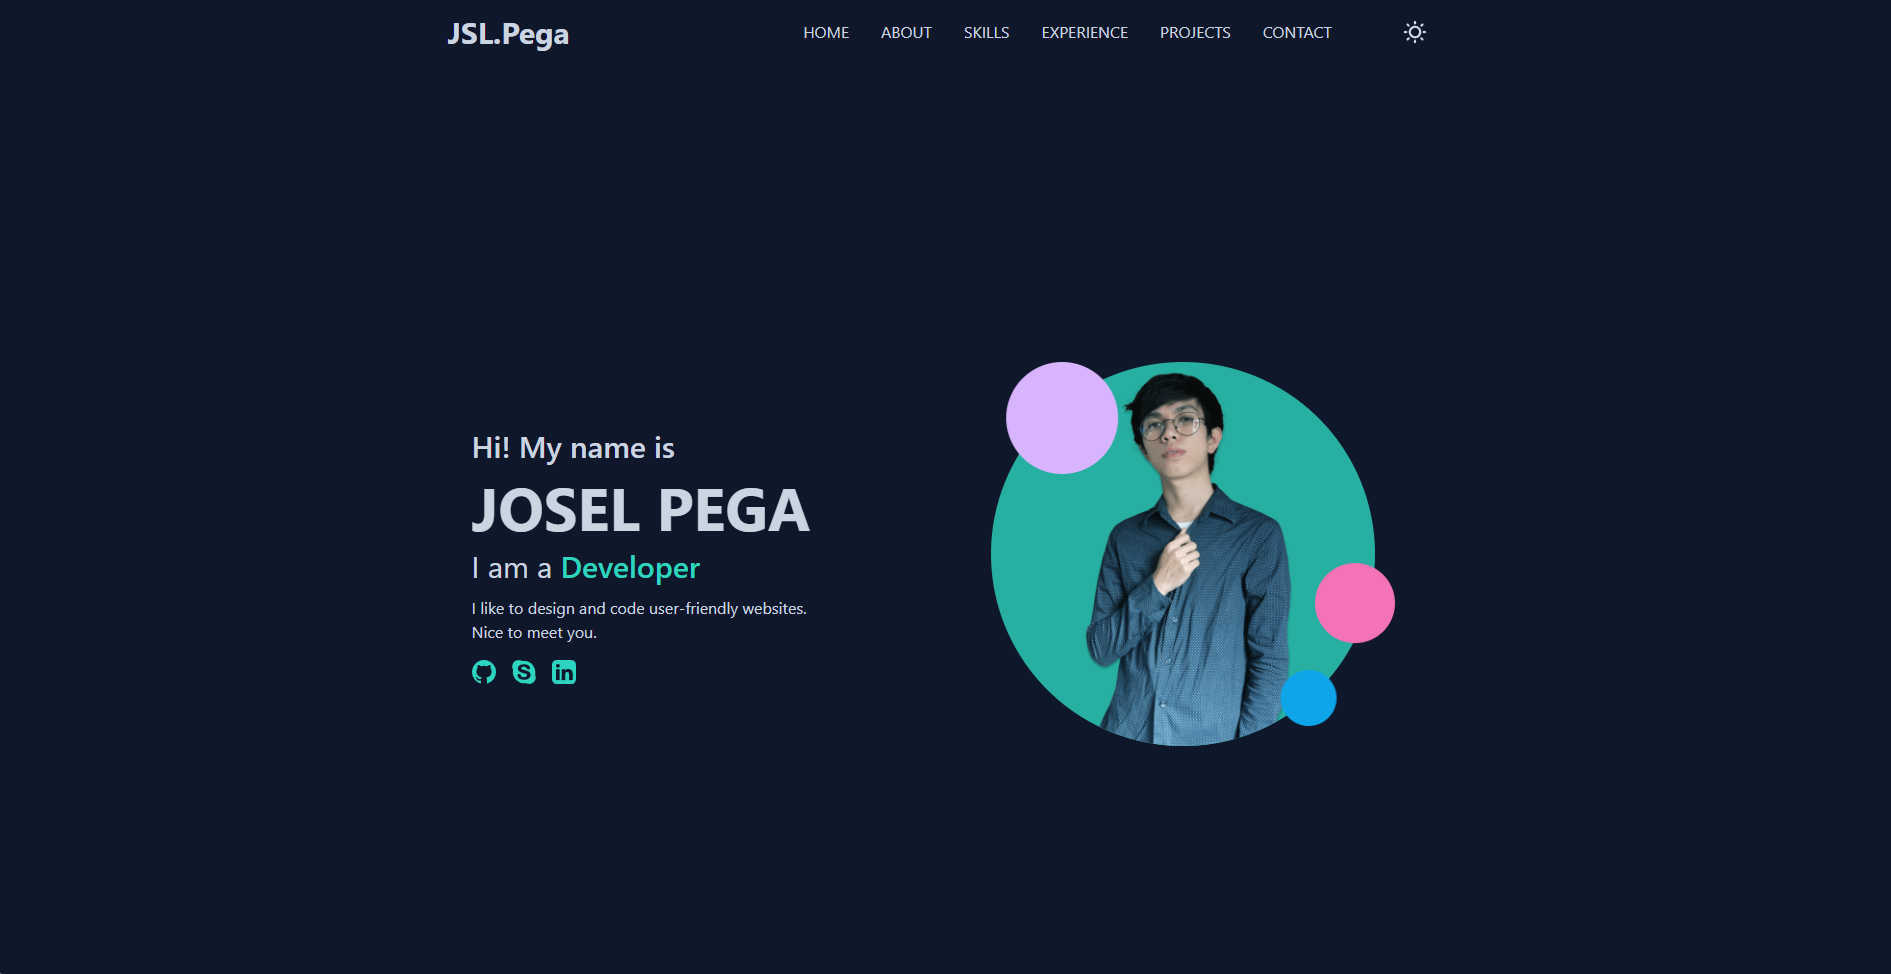 JSL.Pega
HOME ABOUT SKILLS EXPERIENCE PROJECTS CONTACT
Hi! My name is
JOSEL PEGA
I am a Developer
I like to design and code user-friendly websites.
Nice to meet you.